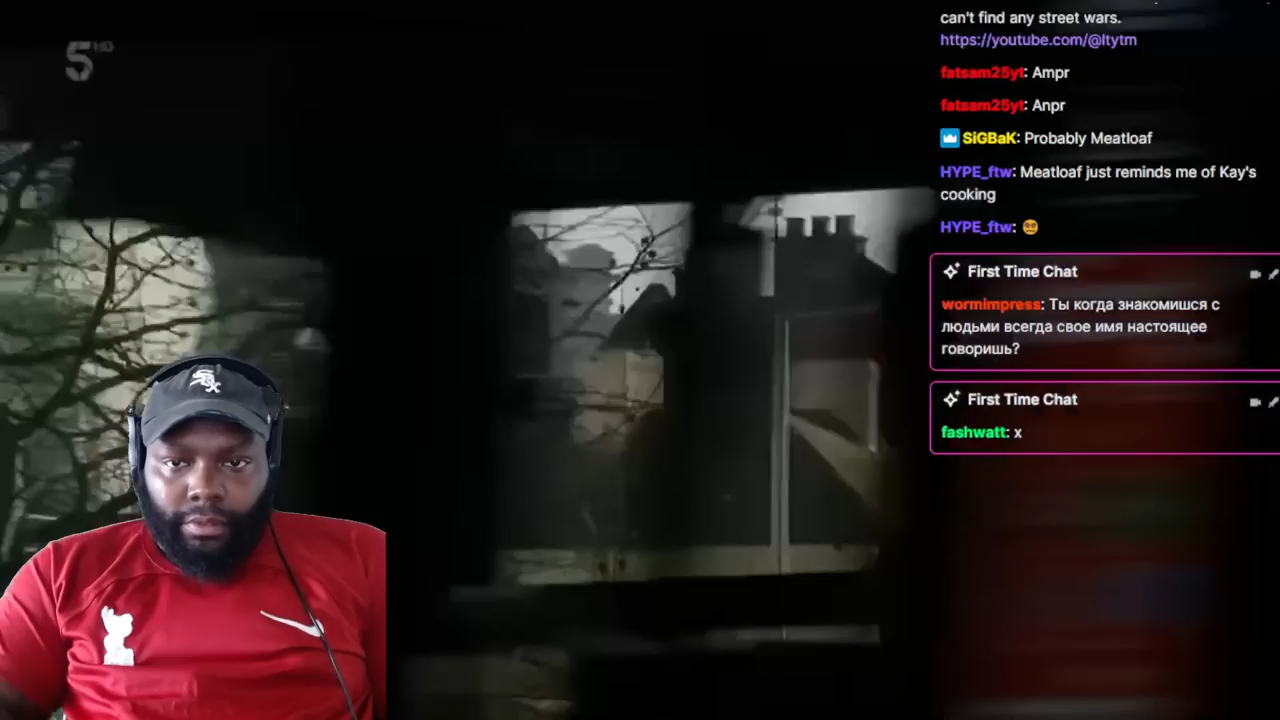 5HD
can't find any street wars.
https://youtube.com/@ltytm
fatsam25yt: Ampr
fatsam25yt: Anpr
SiGBaK: Probably Meatloaf
HYPE_ftw: Meatloaf just reminds me of Kay's
cooking
HYPE_ftw: 😵‍💫
First Time Chat
wormimpress: Ты когда знакомишся с
людьми всегда свое имя настоящее
говоришь?
First Time Chat
fashwatt: x
SOX